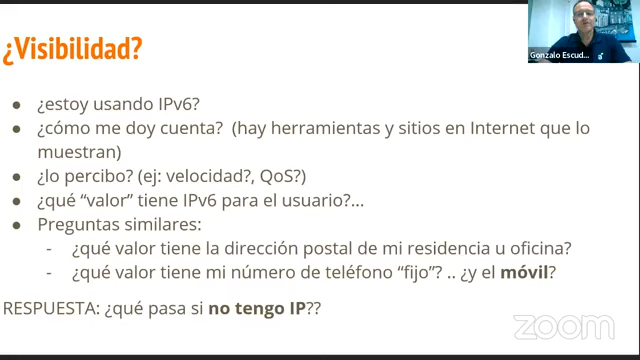 ¿Visibilidad?
Gonzalo Escud...
● ¿estoy usando IPv6?
● ¿cómo me doy cuenta? (hay herramientas y sitios en Internet que lo
muestran)
● ¿lo percibo? (ej: velocidad?, QoS?)
● ¿qué “valor” tiene IPv6 para el usuario?...
● Preguntas similares:
- ¿qué valor tiene la dirección postal de mi residencia u oficina?
- ¿qué valor tiene mi número de teléfono “fijo”? .. ¿y el móvil?
RESPUESTA: ¿qué pasa si no tengo IP??
zoom